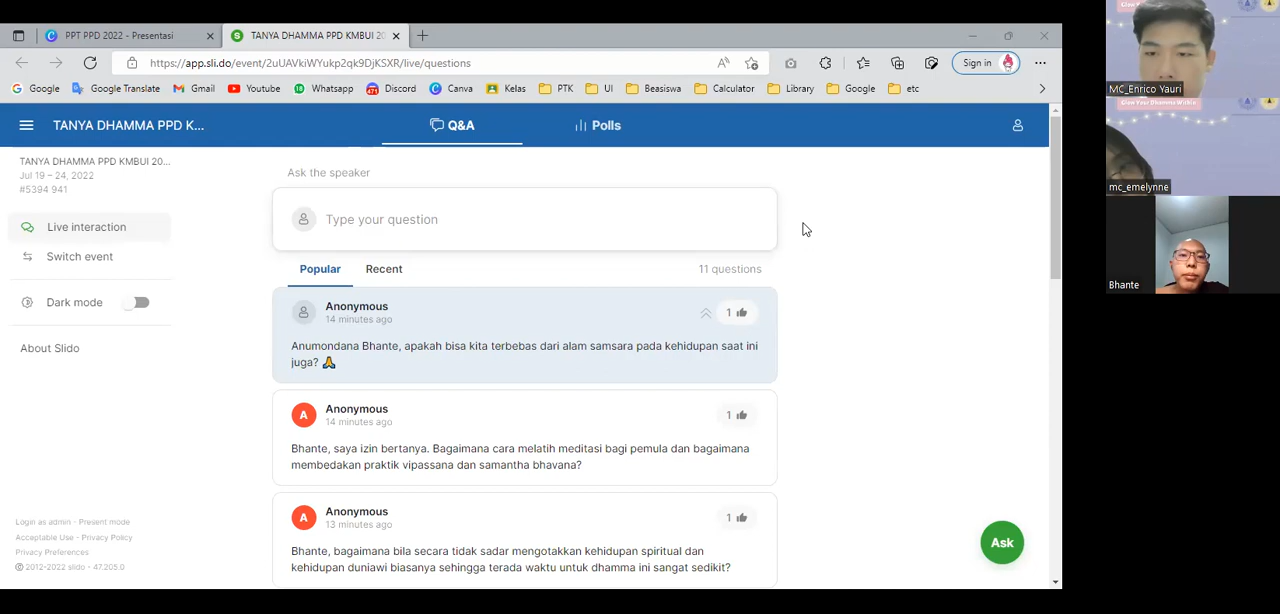 PPT PPD 2022 - Presentasi
TANYA DHAMMA PPD KMBUI 20
https://app.sli.do/event/2uUAVkiWYukp2qk9DjKSXR/live/questions
Sign in
Google
Google Translate
Gmail
Youtube
Whatsapp
Discord
Canva
Kelas
PTK
UI
Beasiswa
Calculator
Library
Google
etc
TANYA DHAMMA PPD K...
Q&A
Polls
TANYA DHAMMA PPD KMBUI 20...
Jul 19 – 24, 2022
#5394 941
Live interaction
Switch event
Dark mode
About Slido
Login as admin - Present mode
Acceptable Use - Privacy Policy
Privacy Preferences
© 2012-2022 slido - 47.205.0
Ask the speaker
Type your question
Popular
Recent
11 questions
Anonymous
14 minutes ago
1
Anumondana Bhante, apakah bisa kita terbebas dari alam samsara pada kehidupan saat ini
juga? 🙏
A
Anonymous
14 minutes ago
1
Bhante, saya izin bertanya. Bagaimana cara melatih meditasi bagi pemula dan bagaimana
membedakan praktik vipassana dan samantha bhavana?
A
Anonymous
13 minutes ago
1
Bhante, bagaimana bila secara tidak sadar mengotakkan kehidupan spiritual dan
kehidupan duniawi biasanya sehingga terada waktu untuk dhamma ini sangat sedikit?
Ask
MC_Enrico Yauri
Glow Your Dhamma Within
mc_emelynne
Bhante